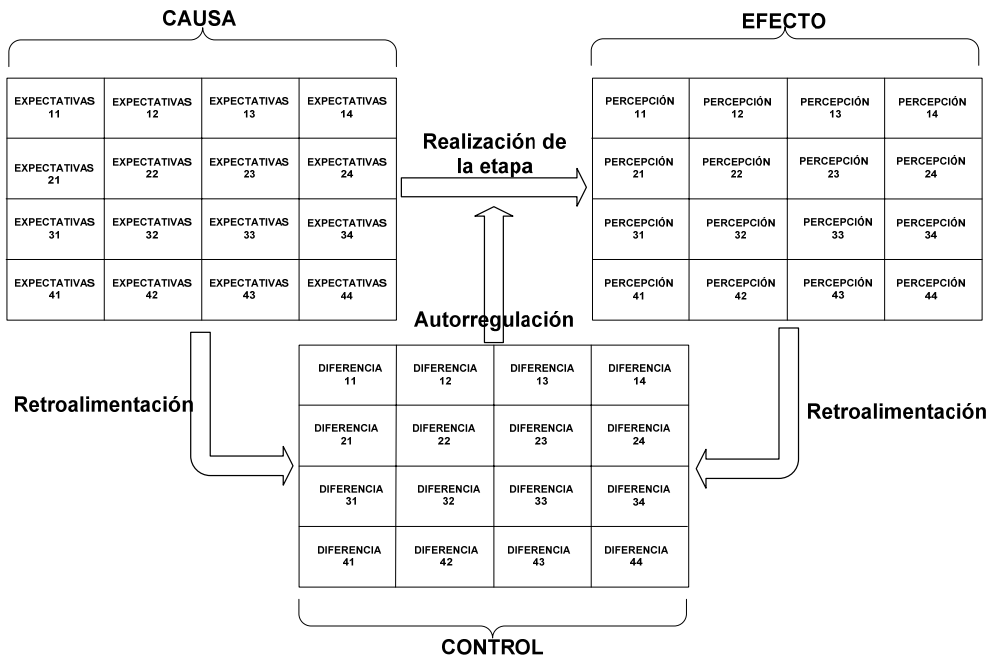 CAUSA
EFECTO
EXPECTATIVAS
11
EXPECTATIVAS
12
EXPECTATIVAS
13
EXPECTATIVAS
14
EXPECTATIVAS
21
EXPECTATIVAS
22
EXPECTATIVAS
23
EXPECTATIVAS
24
EXPECTATIVAS
31
EXPECTATIVAS
32
EXPECTATIVAS
33
EXPECTATIVAS
34
EXPECTATIVAS
41
EXPECTATIVAS
42
EXPECTATIVAS
43
EXPECTATIVAS
44
Realización de
la etapa
PERCEPCIÓN
11
PERCEPCIÓN
12
PERCEPCIÓN
13
PERCEPCIÓN
14
PERCEPCIÓN
21
PERCEPCIÓN
22
PERCEPCIÓN
23
PERCEPCIÓN
24
PERCEPCIÓN
31
PERCEPCIÓN
32
PERCEPCIÓN
33
PERCEPCIÓN
34
PERCEPCIÓN
41
PERCEPCIÓN
42
PERCEPCIÓN
43
PERCEPCIÓN
44
Autorregulación
Retroalimentación
Retroalimentación
DIFERENCIA
11
DIFERENCIA
12
DIFERENCIA
13
DIFERENCIA
14
DIFERENCIA
21
DIFERENCIA
22
DIFERENCIA
23
DIFERENCIA
24
DIFERENCIA
31
DIFERENCIA
32
DIFERENCIA
33
DIFERENCIA
34
DIFERENCIA
41
DIFERENCIA
42
DIFERENCIA
43
DIFERENCIA
44
CONTROL